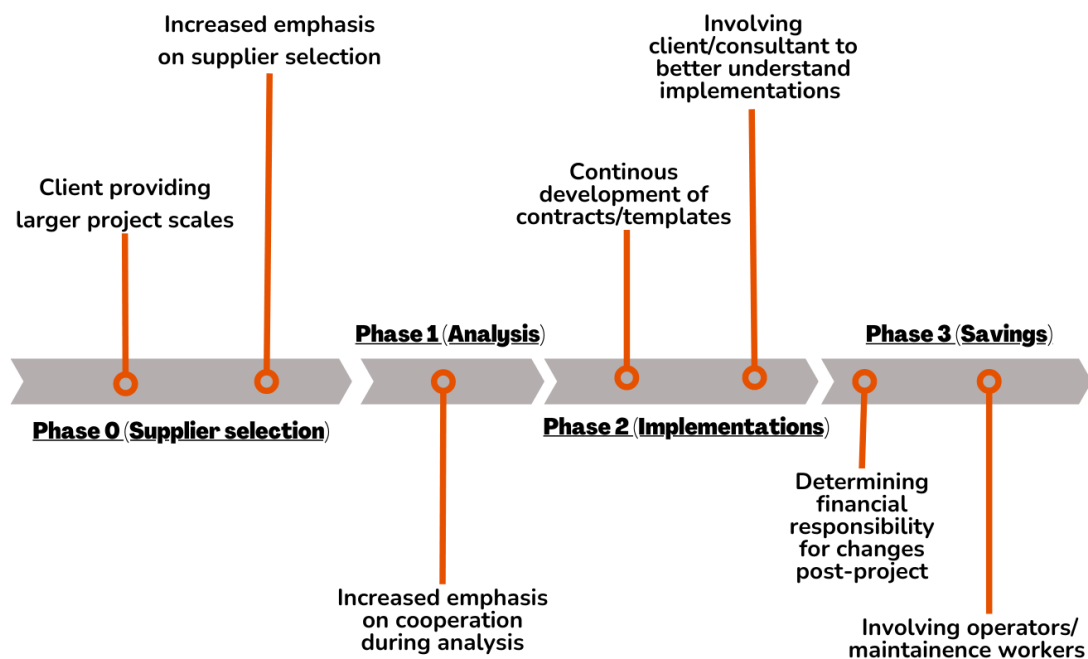 Increased emphasis
on supplier selection
Involving
client/consultant to
better understand
implementations
Client providing
larger project scales
Continous
development of
contracts/templates
Phase 1 (Analysis)
Phase 3 (Savings)
Phase 0 (Supplier selection)
Phase 2 (Implementations)
Determining
financial
responsibility
for changes
post-project
Increased emphasis
on cooperation
during analysis
Involving operators/
maintainence workers